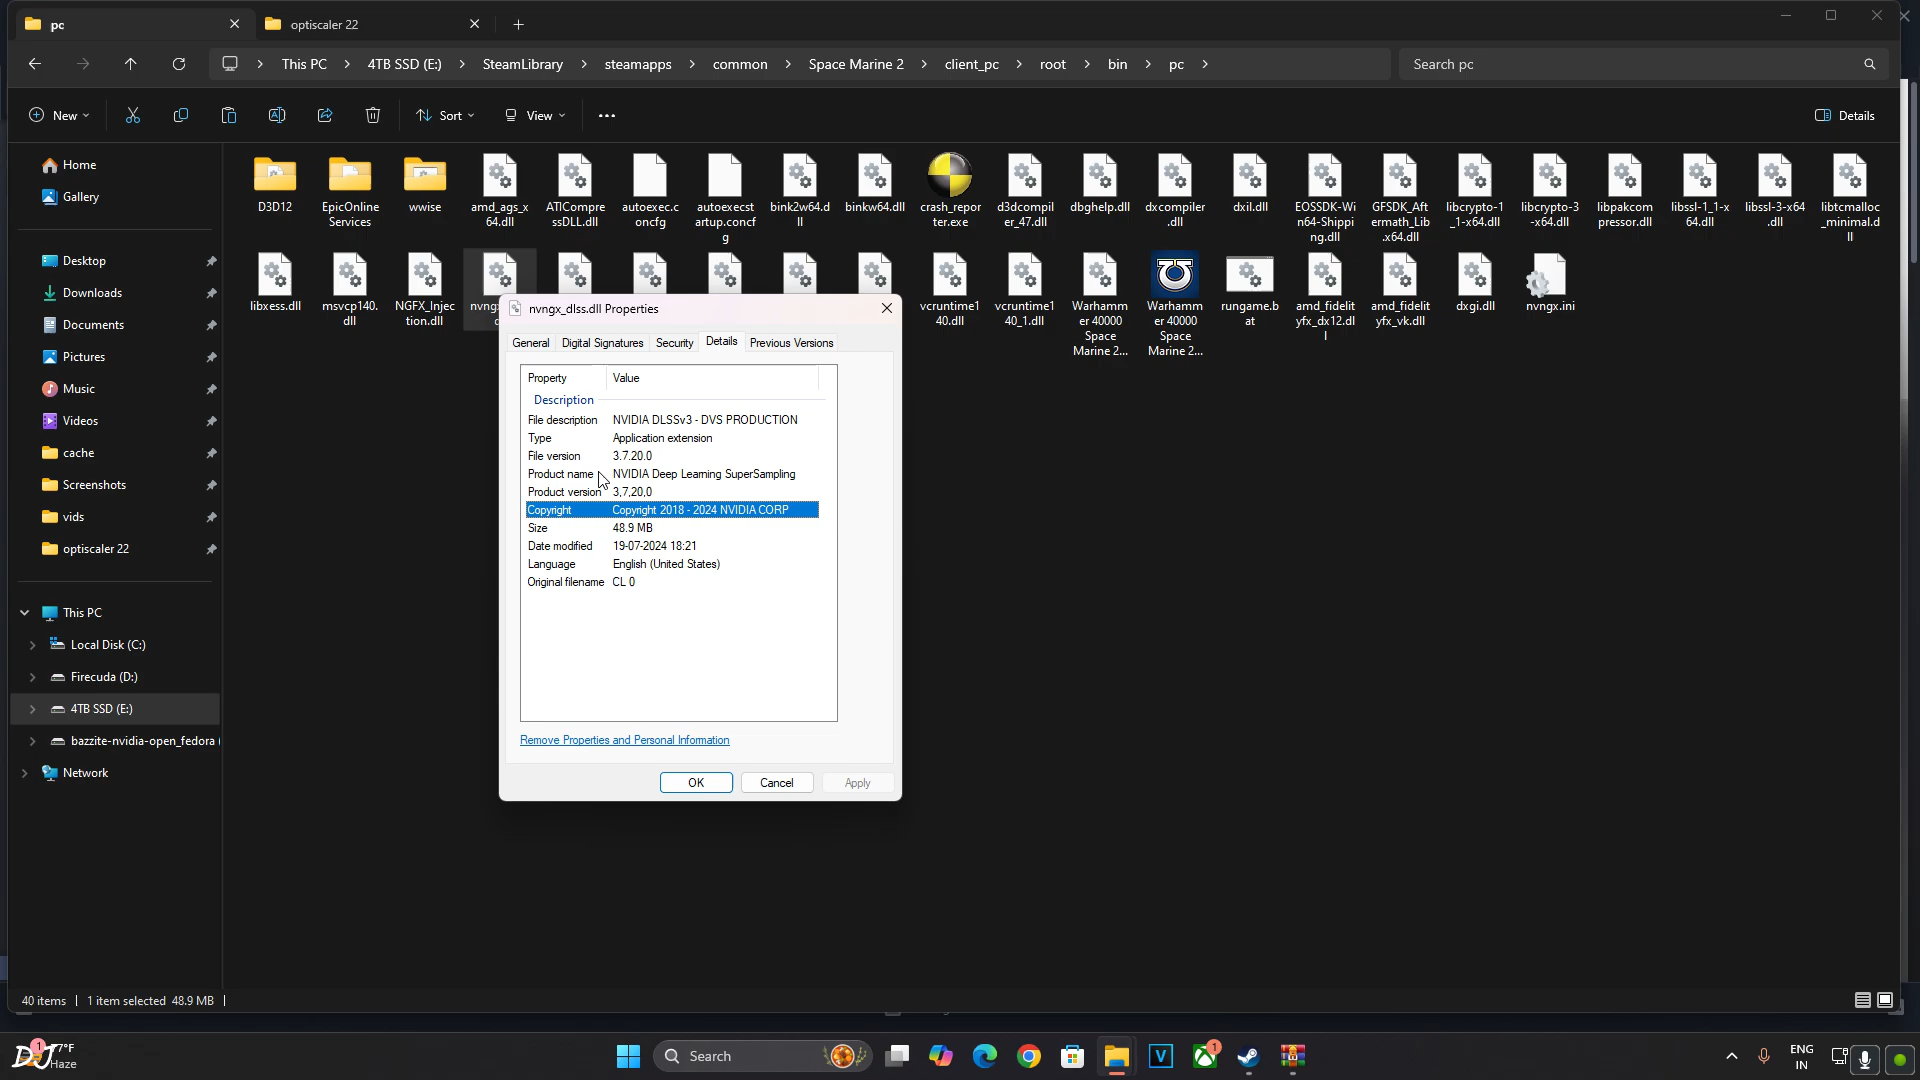 pc
optiscaler 22
This PC > 4TB SSD (E:) > SteamLibrary > steamapps > common > Space Marine 2 > client_pc > root > bin > pc >
Search pc
New
Sort
View
Details
Home
Gallery
Desktop
Downloads
Documents
Pictures
Music
Videos
cache
Screenshots
vids
optiscaler 22
This PC
Local Disk (C:)
Firecuda (D:)
4TB SSD (E:)
bazzite-nvidia-open_fedora (
Network
D3D12
EpicOnline
Services
wwise
amd_ags_x
64.dll
ATICompre
ssDLL.dll
autoexec.c
oncfg
autoexecst
artup.concf
g
bink2w64.d
ll
binkw64.dll
crash_repor
ter.exe
d3dcompil
er_47.dll
dbghelp.dll
dxcompiler
.dll
dxil.dll
EOSSDK-Wi
n64-Shippi
ng.dll
GFSDK_Aft
ermath_Lib
.x64.dll
libcrypto-1
_1-x64.dll
libcrypto-3
-x64.dll
libpakcom
pressor.dll
libssl-1_1-x
64.dll
libssl-3-x64
.dll
libtcmalloc
_minimal.d
ll
libxess.dll
msvcp140.
dll
NGFX_Injec
tion.dll
vcruntime1
40.dll
vcruntime1
40_1.dll
Warhamm
er 40000
Space
Marine 2...
Warhamm
er 40000
Space
Marine 2...
rungame.b
at
amd_fidelit
yfx_dx12.dl
l
amd_fidelit
yfx_vk.dll
dxgi.dll
nvngx.ini
nvngx_dlss.dll Properties
General Digital Signatures Security Details Previous Versions
Property Value
Description
File description NVIDIA DLSSv3 - DVS PRODUCTION
Type Application extension
File version 3.7.20.0
Product name NVIDIA Deep Learning SuperSampling
Product version 3,7,20,0
Copyright Copyright 2018 - 2024 NVIDIA CORP
Size 48.9 MB
Date modified 19-07-2024 18:21
Language English (United States)
Original filename CL 0
Remove Properties and Personal Information
OK Cancel Apply
40 items | 1 item selected 48.9 MB |
1
Haze
Search
V
1
ENG
IN